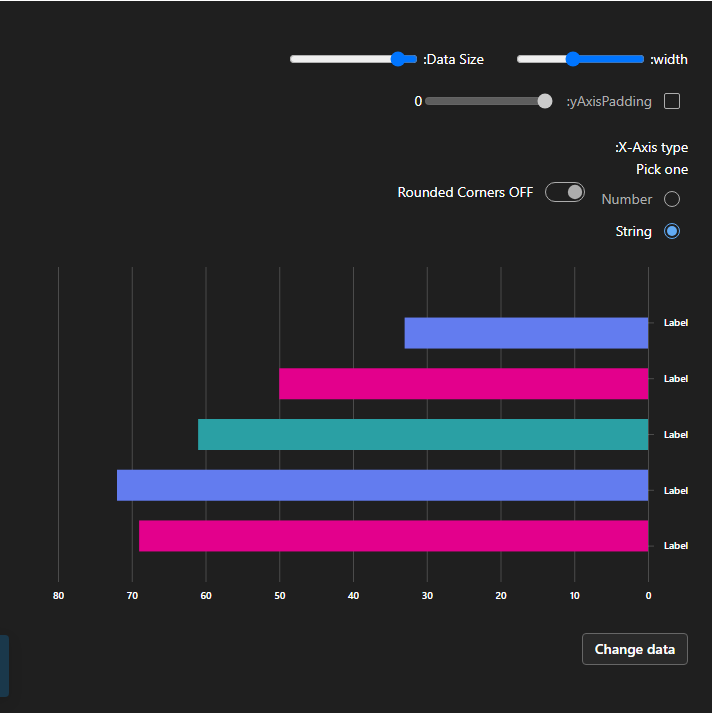 :width
:Data Size
:yAxisPadding
0
:X-Axis type
Pick one
Number
String
Rounded Corners OFF
Label
Label
Label
Label
Label
80 70 60 50 40 30 20 10 0
Change data